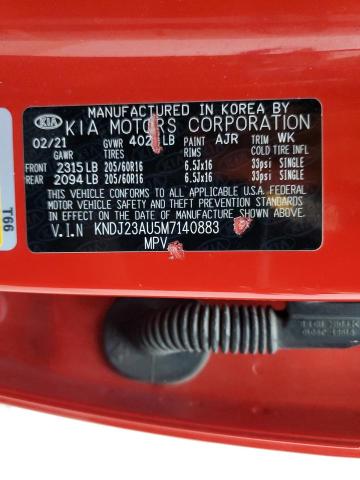 MANUFACTURED IN KOREA BY
KIA KIA MOTORS CORPORATION
02/21 GVWR 402 LB PAINT AJR TRIM WK
GAWR TIRES RIMS COLD TIRE INFL
FRONT 2315 LB 205/60R16 6.5Jx16 33psi SINGLE
REAR 2094 LB 205/60R16 6.5Jx16 33psi SINGLE
THIS VEHICLE CONFORMS TO ALL APPLICABLE U.S.A. FEDERAL
MOTOR VEHICLE SAFETY AND THEFT PREVENTION STANDARDS
IN EFFECT ON THE DATE OF MANUFACTURE SHOWN ABOVE.
V.I.N KNDJ23AU5M7140883
MPV
T66